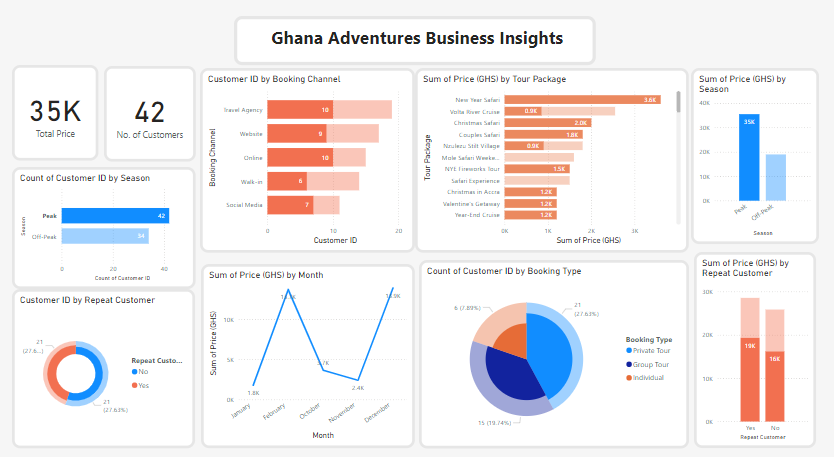 Ghana Adventures Business Insights
35K
Total Price
42
No. of Customers
Customer ID by Booking Channel
Booking Channel
Travel Agency
10
Website
9
Online
10
Walk-in
6
Social Media
7
0
10
20
Customer ID
Sum of Price (GHS) by Tour Package
Tour Package
New Year Safari
3.6K
Volta River Cruise
0.9K
Christmas Safari
2.0K
Couples Safari
1.8K
Nzulezu Stilt Village
0.9K
Mole Safari Weeke...
NYE Fireworks Tour
1.5K
Safari Experience
Christmas in Accra
1.2K
Valentine's Getaway
1.2K
Year-End Cruise
1.2K
0K
1K
2K
3K
Sum of Price (GHS)
Sum of Price (GHS) by
Season
40K
30K
20K
10K
0K
35K
Peak
Off-Peak
Season
Count of Customer ID by Season
Season
Peak
42
Off-Peak
34
0
20
40
Count of Customer ID
Customer ID by Repeat Customer
21
(27.6...)
21
(27.63%)
Repeat Custo...
No
Yes
Sum of Price (GHS) by Month
Sum of Price (GHS)
10K
5K
0K
1.8K
2.4K
January
February
October
November
December
Month
Count of Customer ID by Booking Type
6 (7.89%)
21
(27.63%)
15 (19.74%)
Booking Type
Private Tour
Group Tour
Individual
Sum of Price (GHS) by
Repeat Customer
30K
20K
10K
0K
19K
16K
Yes
No
Repeat Customer